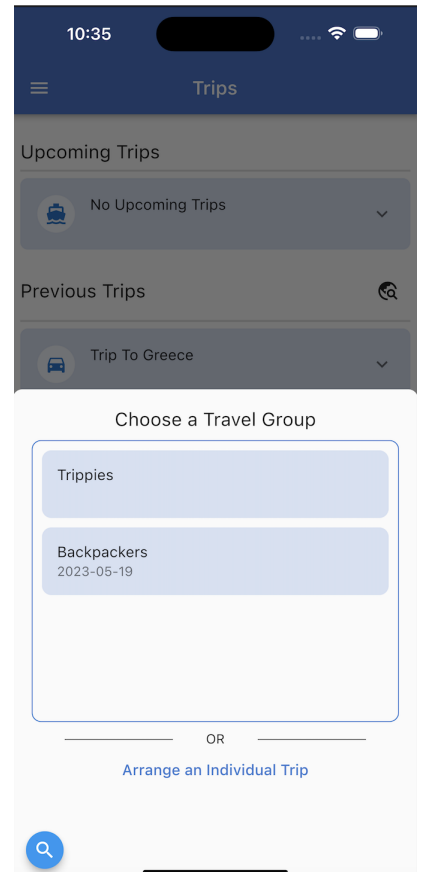 10:35
Trips
Upcoming Trips
No Upcoming Trips
Previous Trips
Trip To Greece
Choose a Travel Group
Trippies
Backpackers
2023-05-19
OR
Arrange an Individual Trip